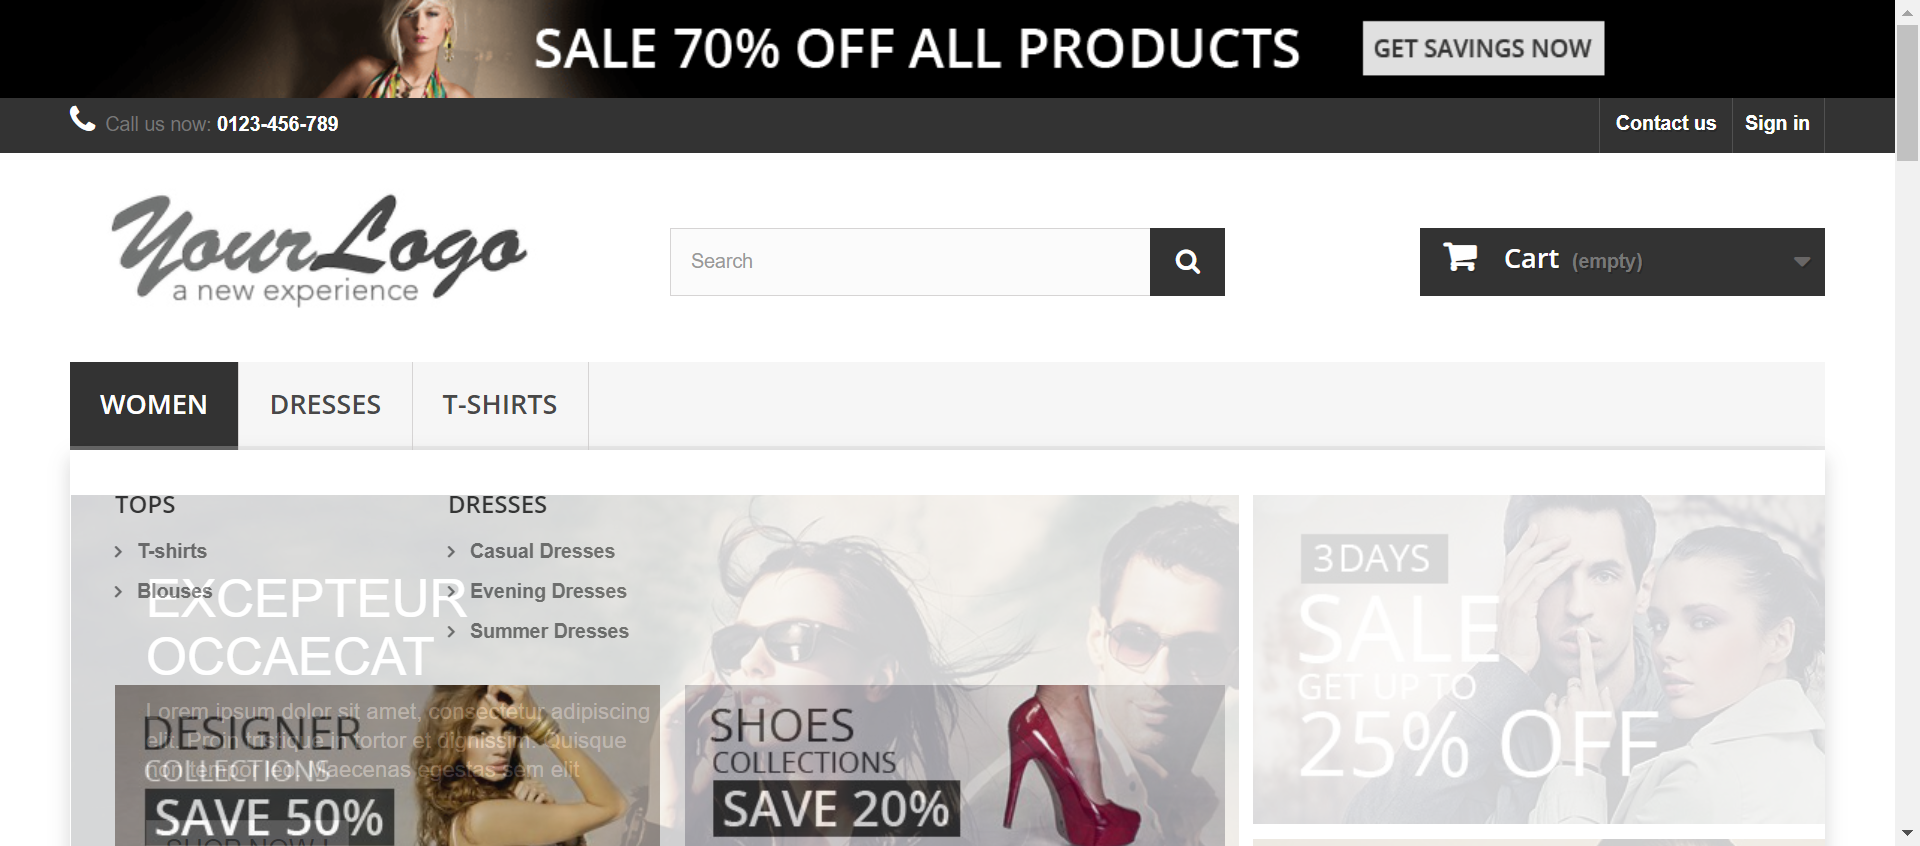 SALE 70% OFF ALL PRODUCTS
GET SAVINGS NOW
Call us now: 0123-456-789
Contact us
Sign in
YourLogo
a new experience
Search
Cart (empty)
WOMEN
DRESSES
T-SHIRTS
TOPS
T-shirts
Blouses
DRESSES
Casual Dresses
Evening Dresses
Summer Dresses
EXCEPTEUR
OCCAECAT
Lorem ipsum dolor sit amet, consectetur adipiscing
elit. Proin tristique in tortor et dignissim. Quisque
non tempor leo. Maecenas egestas sem elit
SHOP NOW !
DESIGNER
COLLECTIONS
SAVE 50%
SHOES
COLLECTIONS
SAVE 20%
3 DAYS
SALE
GET UP TO
25% OFF